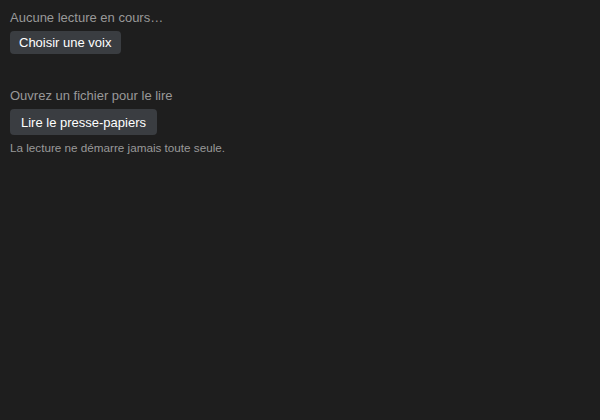 Aucune lecture en cours…
Choisir une voix
Ouvrez un fichier pour le lire
Lire le presse-papiers
La lecture ne démarre jamais toute seule.